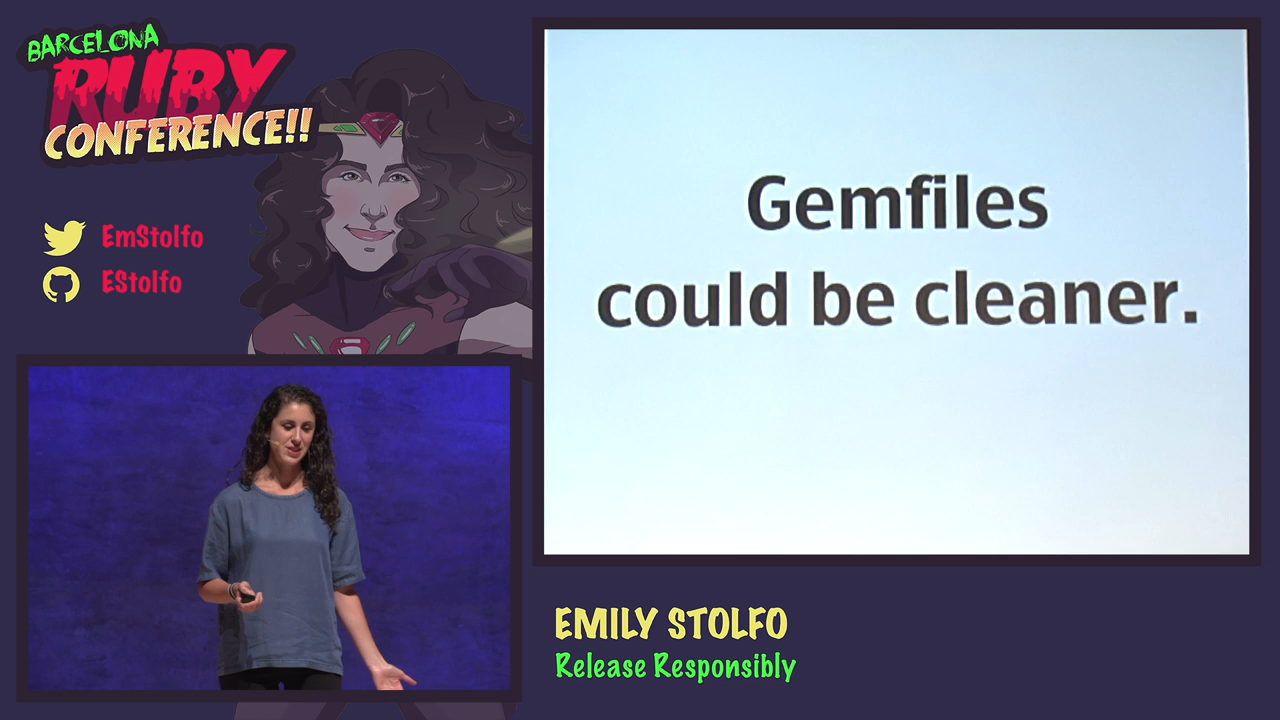 BARCELONA
RUBY
CONFERENCE!!
EmStolfo
EStolfo
Gemfiles
could be cleaner.
EMILY STOLFO
Release Responsibly